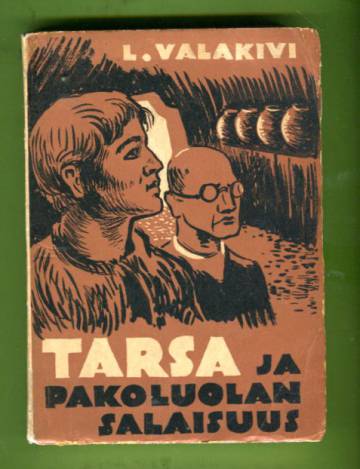 L. VALAKIVI
TARSA JA
PAKOLUOLAN
SALAISUUS